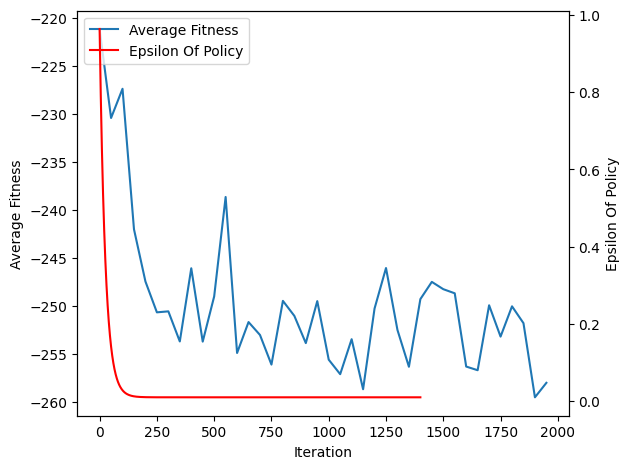 Average Fitness
Epsilon Of Policy
−220
−225
−230
−235
−240
−245
−250
−255
−260
Average Fitness
1.0
0.8
0.6
0.4
0.2
0.0
Epsilon Of Policy
0 250 500 750 1000 1250 1500 1750 2000
Iteration